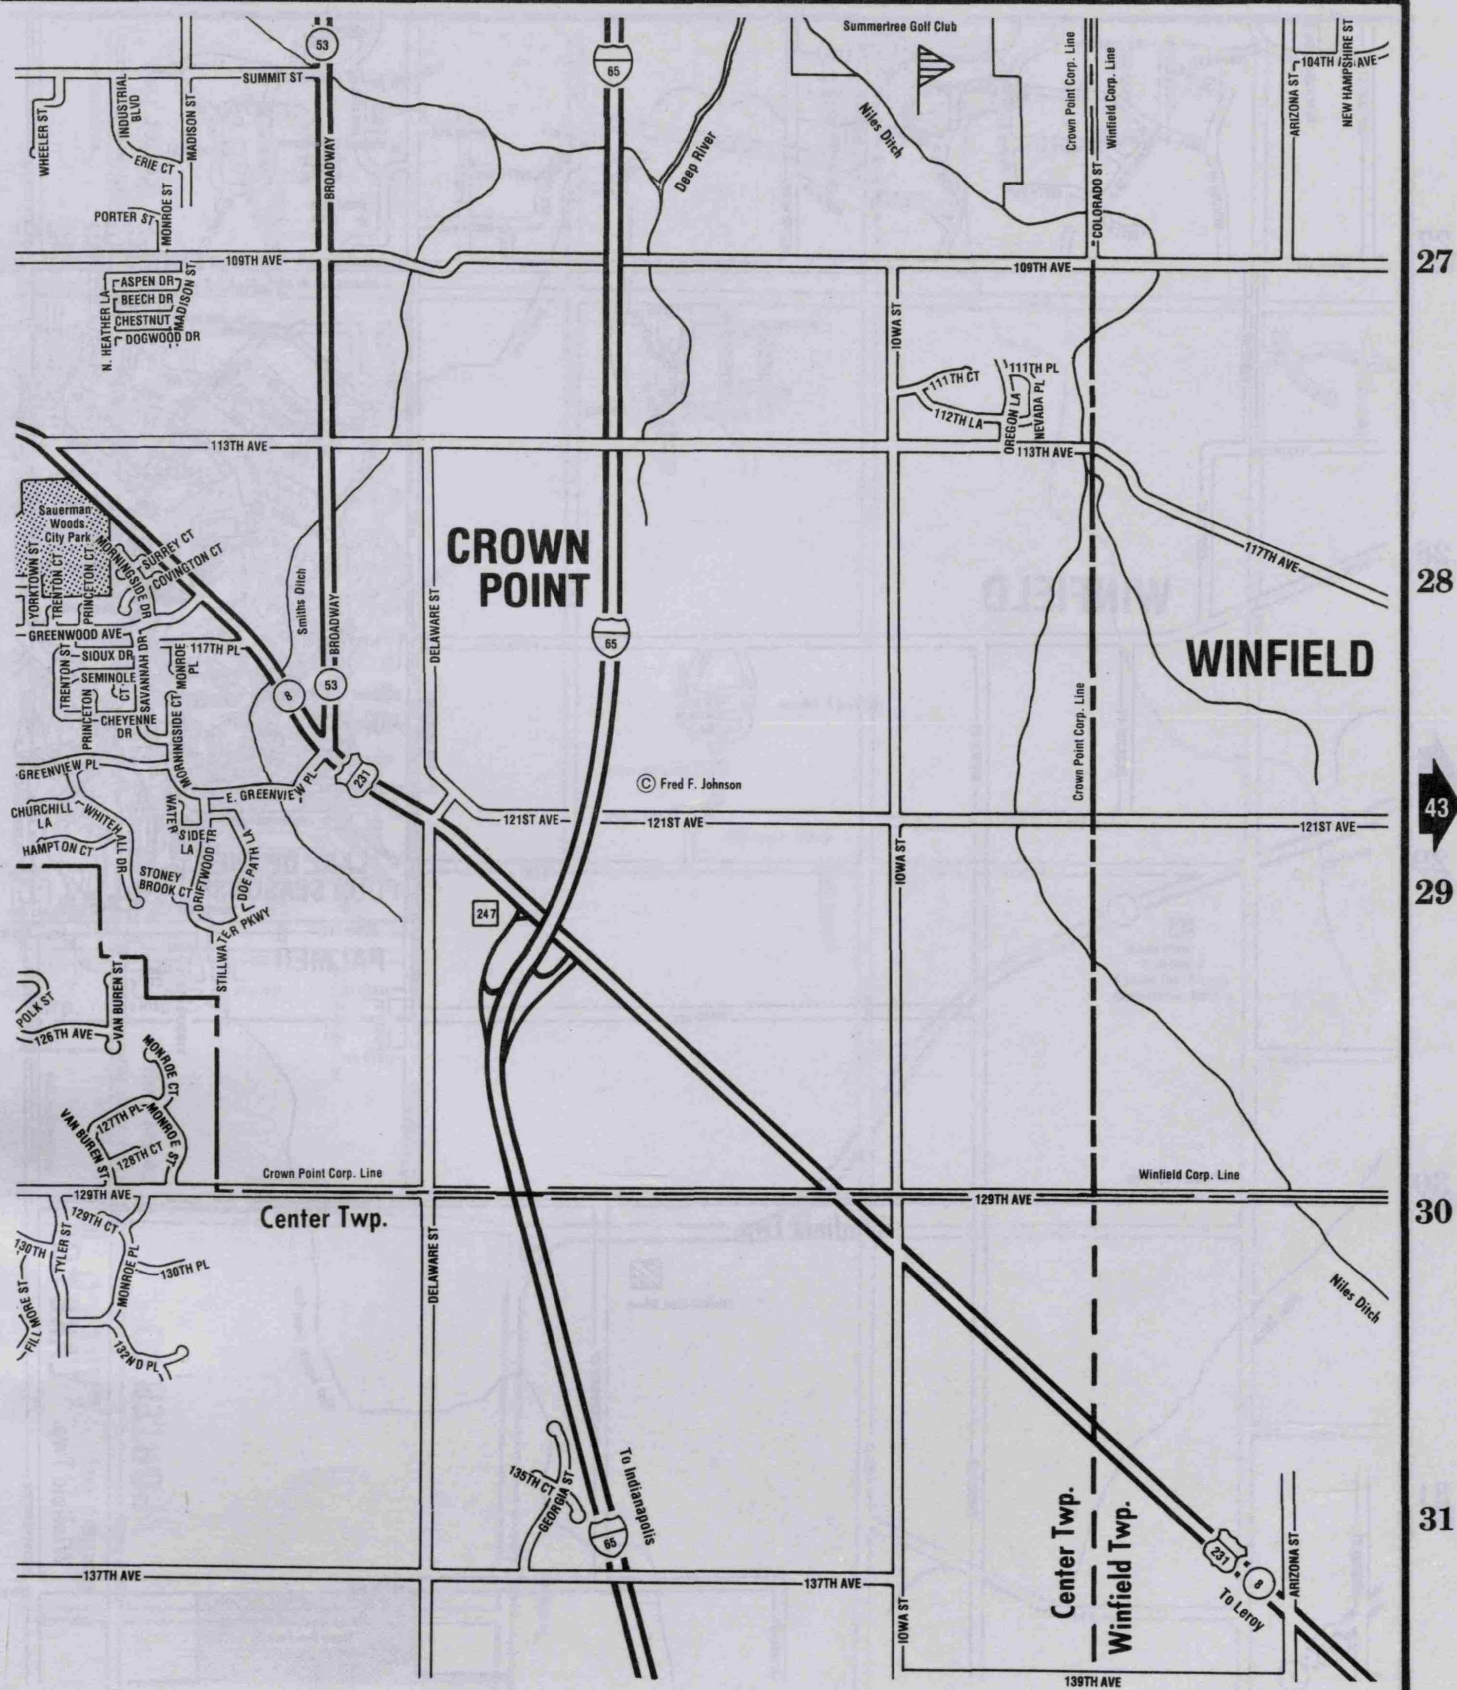 53
65
Summertree Golf Club
Crown Point Corp. Line
Winfield Corp. Line
104TH AVE
NEW HAMPSHIRE ST
ARIZONA ST
SUMMIT ST
WHEELER ST
INDUSTRIAL
BLVD
MADISON ST
ERIE CT
BROADWAY
Deep River
Niles Ditch
COLORADO ST
PORTER ST
MONROE ST
109TH AVE
109TH AVE
27
N. HEATHER LA
ASPEN DR
BEECH DR
CHESTNUT
DOGWOOD DR
MADISON ST
IOWA ST
111TH CT
112TH LA
111TH PL
OREGON LA
NEVADA PL
113TH AVE
113TH AVE
Sauerman
Woods
City Park
SURREY CT
COVINGTON CT
MORNINGSIDE DR
YORKTOWN ST
TRENTON CT
PRINCETON CT
CROWN
POINT
117TH AVE
28
Smiths Ditch
BROADWAY
DELAWARE ST
65
GREENWOOD AVE
117TH PL
SIOUX DR
SEMINOLE
CT
TRENTON ST
SAVANNAH DR
MONROE
PL
PRINCETON
CHEYENNE
DR
MORNINGSIDE CT
8
53
WINFIELD
Crown Point Corp. Line
GREENVIEW PL
E. GREENVIEW PL
231
© Fred F. Johnson
CHURCHILL
LA
WHITEHALL DR
HAMPTON CT
WATER
SIDE
LA
DRIFTWOOD TR
DOE PATH LA
STONEY
BROOK CT
121ST AVE
121ST AVE
121ST AVE
43
IOWA ST
29
247
STILLWATER PKWY
POLK ST
VAN BUREN ST
126TH AVE
MONROE CT
127TH PL
MONROE ST
VAN BUREN ST
128TH CT
Crown Point Corp. Line
Winfield Corp. Line
129TH AVE
129TH AVE
30
Center Twp.
129TH CT
TYLER ST
130TH
MONROE PL
130TH PL
FILLMORE ST
132ND PL
DELAWARE ST
Niles Ditch
135TH CT
GEORGIA ST
To Indianapolis
65
Center Twp.
Winfield Twp.
31
231
8
To Leroy
ARIZONA ST
137TH AVE
137TH AVE
IOWA ST
139TH AVE